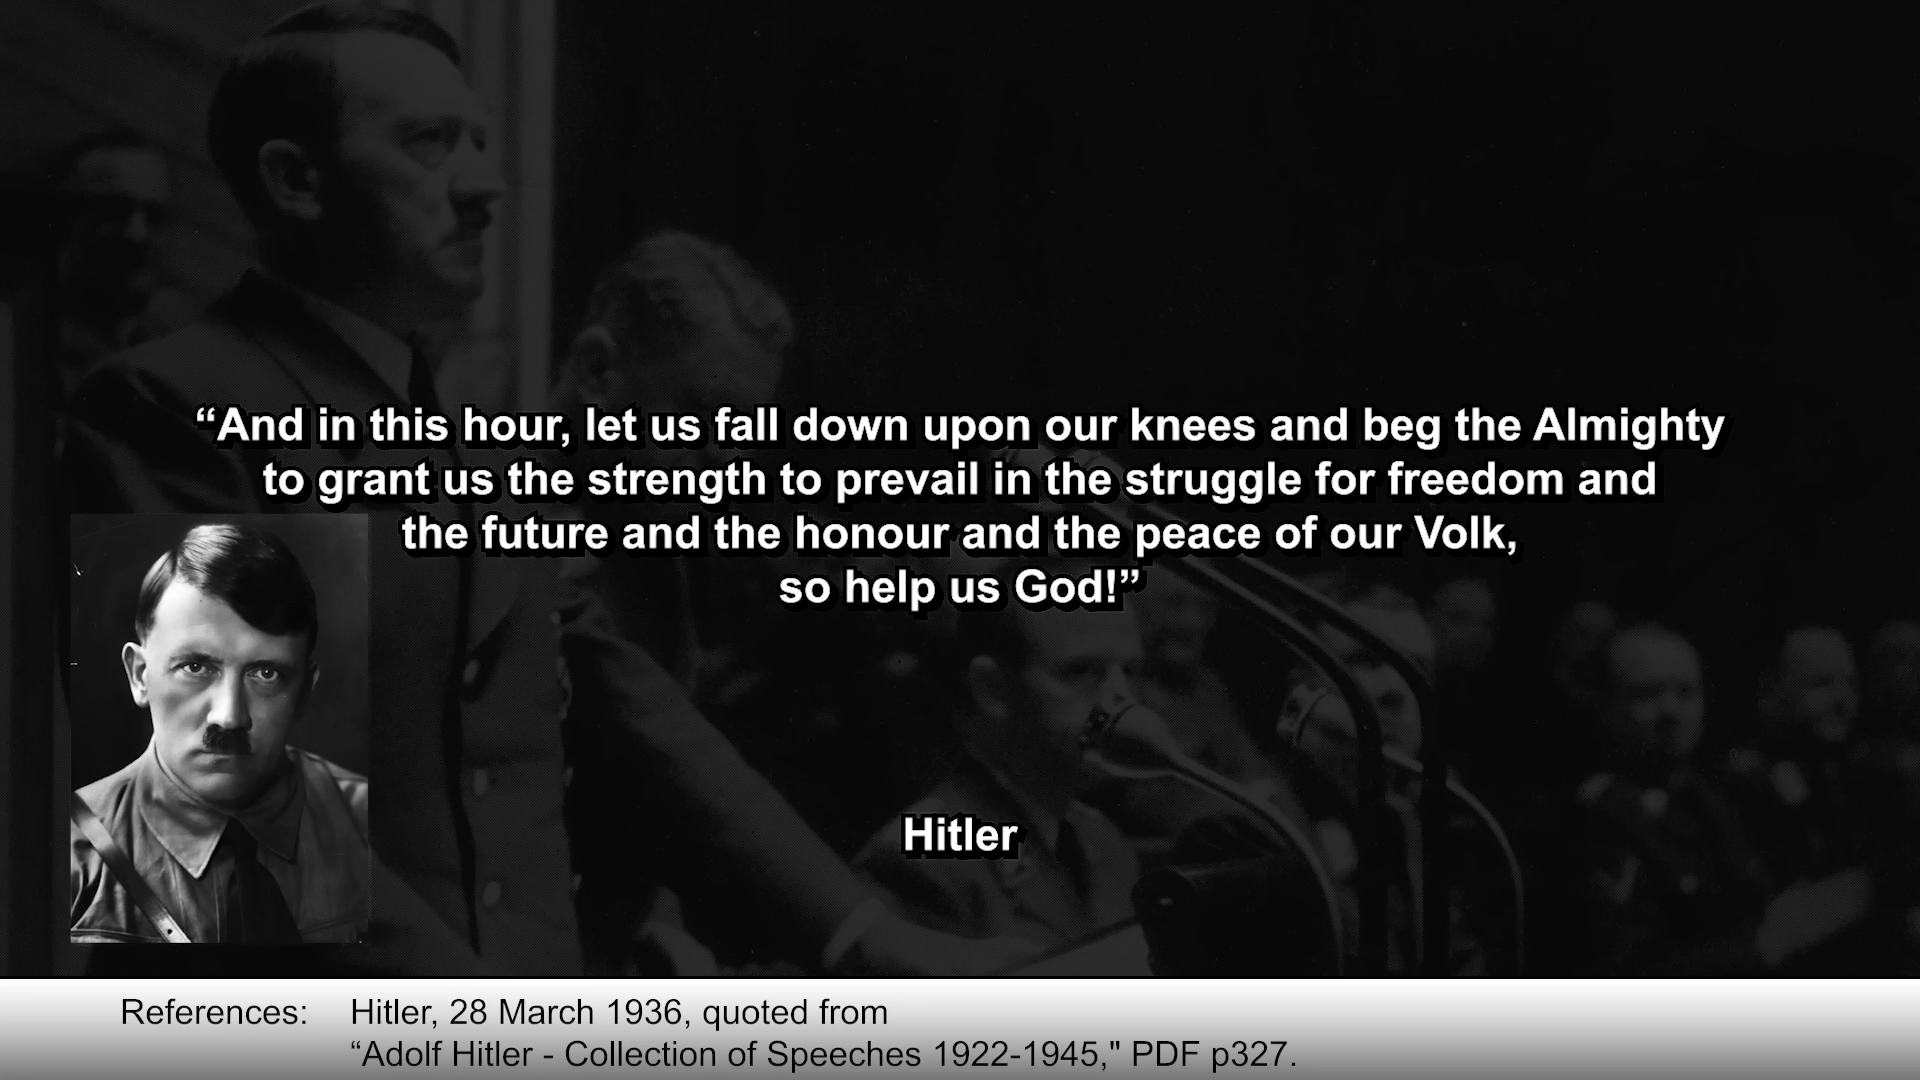 “And in this hour, let us fall down upon our knees and beg the Almighty
to grant us the strength to prevail in the struggle for freedom and
the future and the honour and the peace of our Volk,
so help us God!”
Hitler
References: Hitler, 28 March 1936, quoted from
“Adolf Hitler - Collection of Speeches 1922-1945," PDF p327.